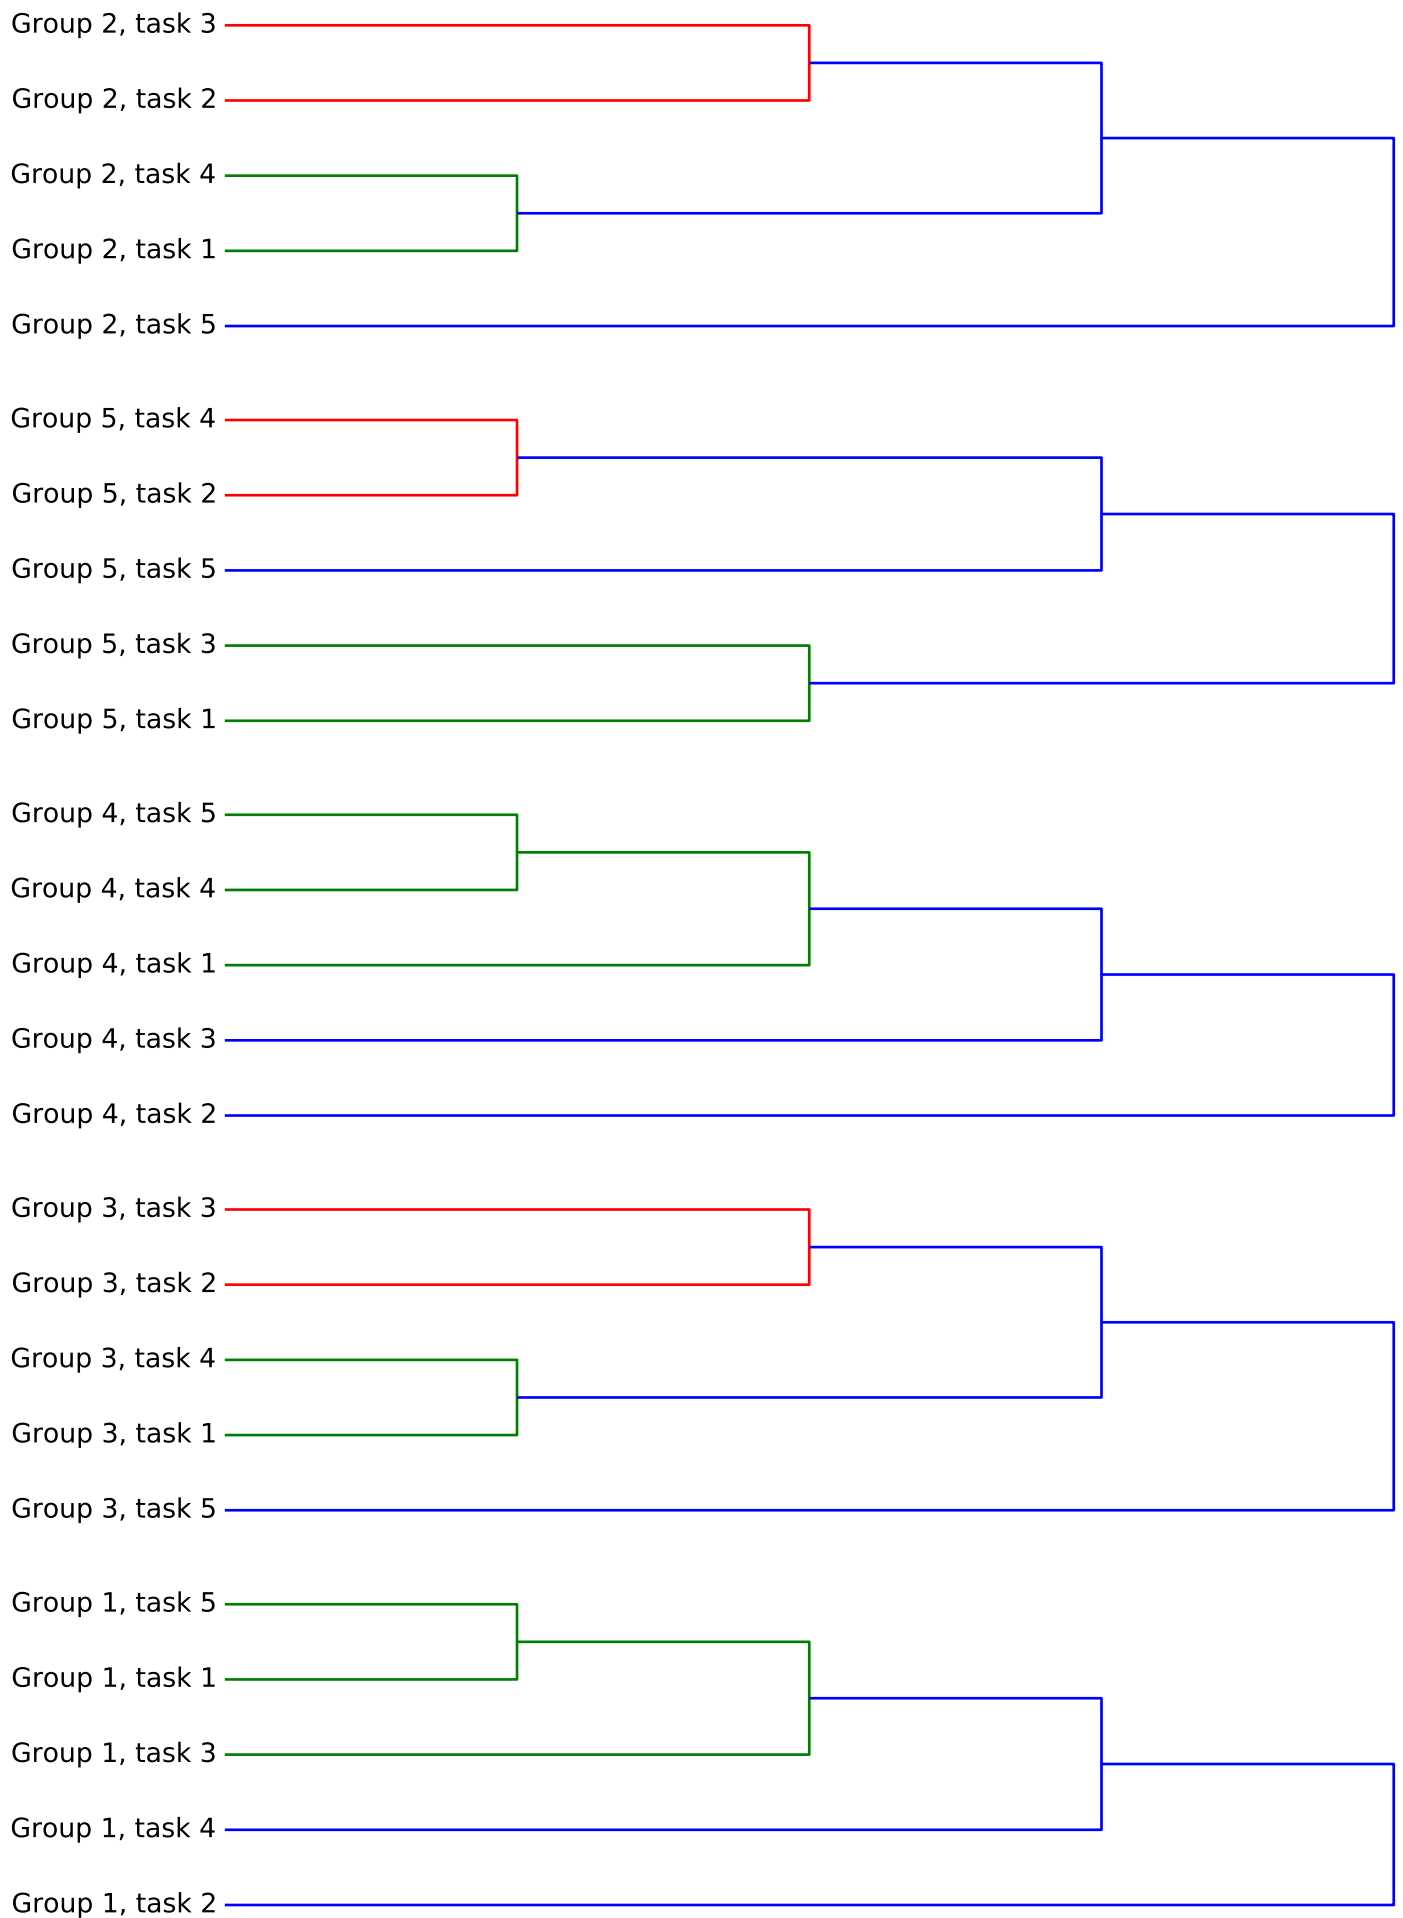 Group 2, task 3
Group 2, task 2
Group 2, task 4
Group 2, task 1
Group 2, task 5
Group 5, task 4
Group 5, task 2
Group 5, task 5
Group 5, task 3
Group 5, task 1
Group 4, task 5
Group 4, task 4
Group 4, task 1
Group 4, task 3
Group 4, task 2
Group 3, task 3
Group 3, task 2
Group 3, task 4
Group 3, task 1
Group 3, task 5
Group 1, task 5
Group 1, task 1
Group 1, task 3
Group 1, task 4
Group 1, task 2